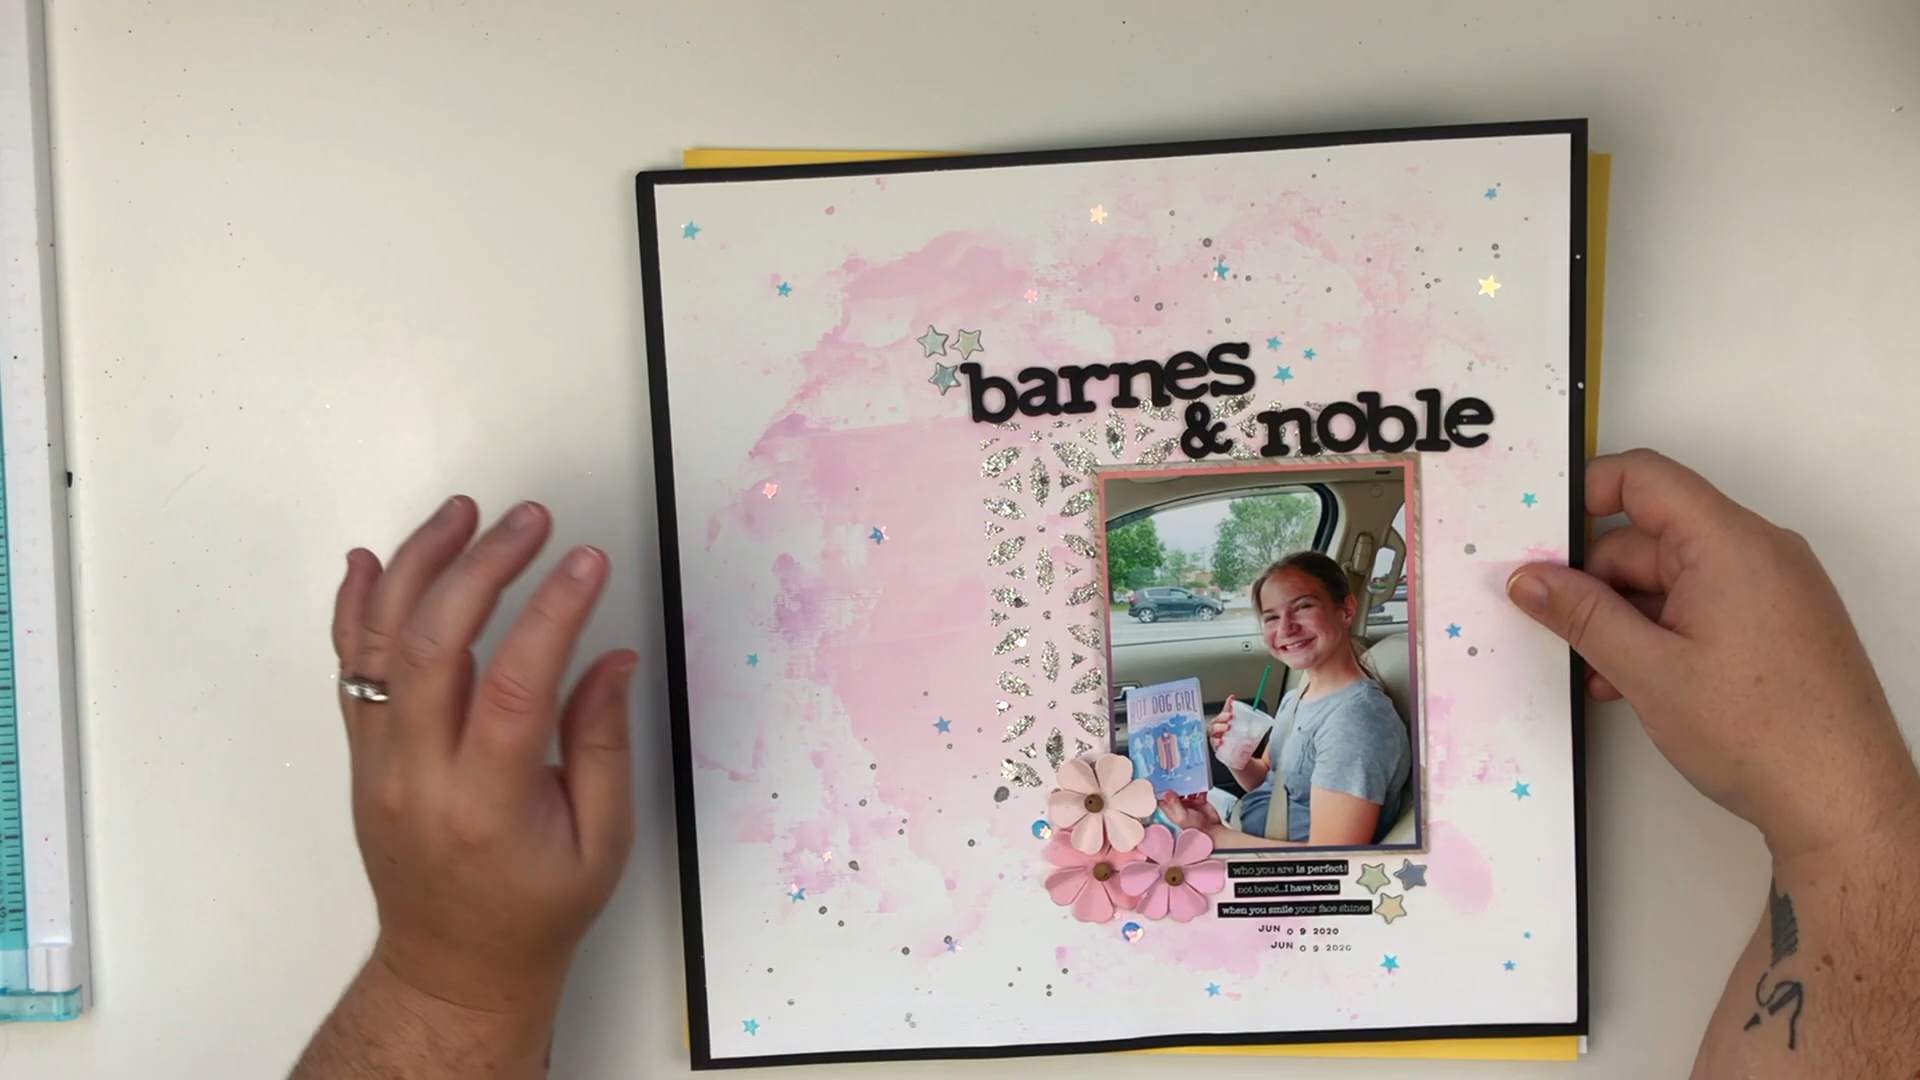 barnes
& noble
HOT DOG GIRL
who you are is perfect!
not bored...I have books
when you smile your face shines
JUN 0 9 2020
JUN 0 9 2020